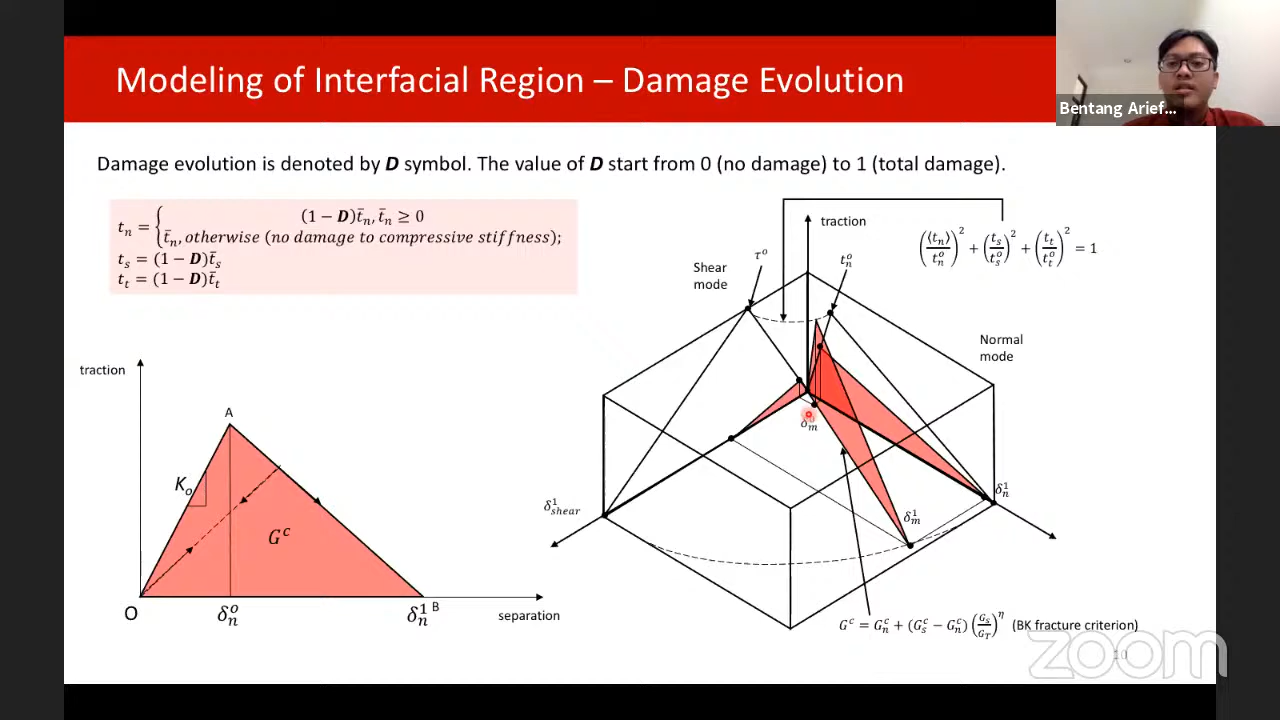 Modeling of Interfacial Region – Damage Evolution
Bentang Arief...
Damage evolution is denoted by D symbol. The value of D start from 0 (no damage) to 1 (total damage).
t_n = { (1 − D)t̄_n, t̄_n ≥ 0
t̄_n, otherwise (no damage to compressive stiffness);
t_s = (1 − D)t̄_s
t_t = (1 − D)t̄_t
traction
A
K_o
G^c
O
δ_n^o
δ_n^1 B
separation
traction
(⟨t_n⟩/t_n^o)^2 + (t_s/t_s^o)^2 + (t_t/t_t^o)^2 = 1
τ^o
t_n^o
Shear
mode
Normal
mode
δ_m
δ_n^1
δ_shear^1
δ_m^1
G^c = G_n^c + (G_s^c − G_n^c) (G_s/G_T)^η (BK fracture criterion)
10
zoom